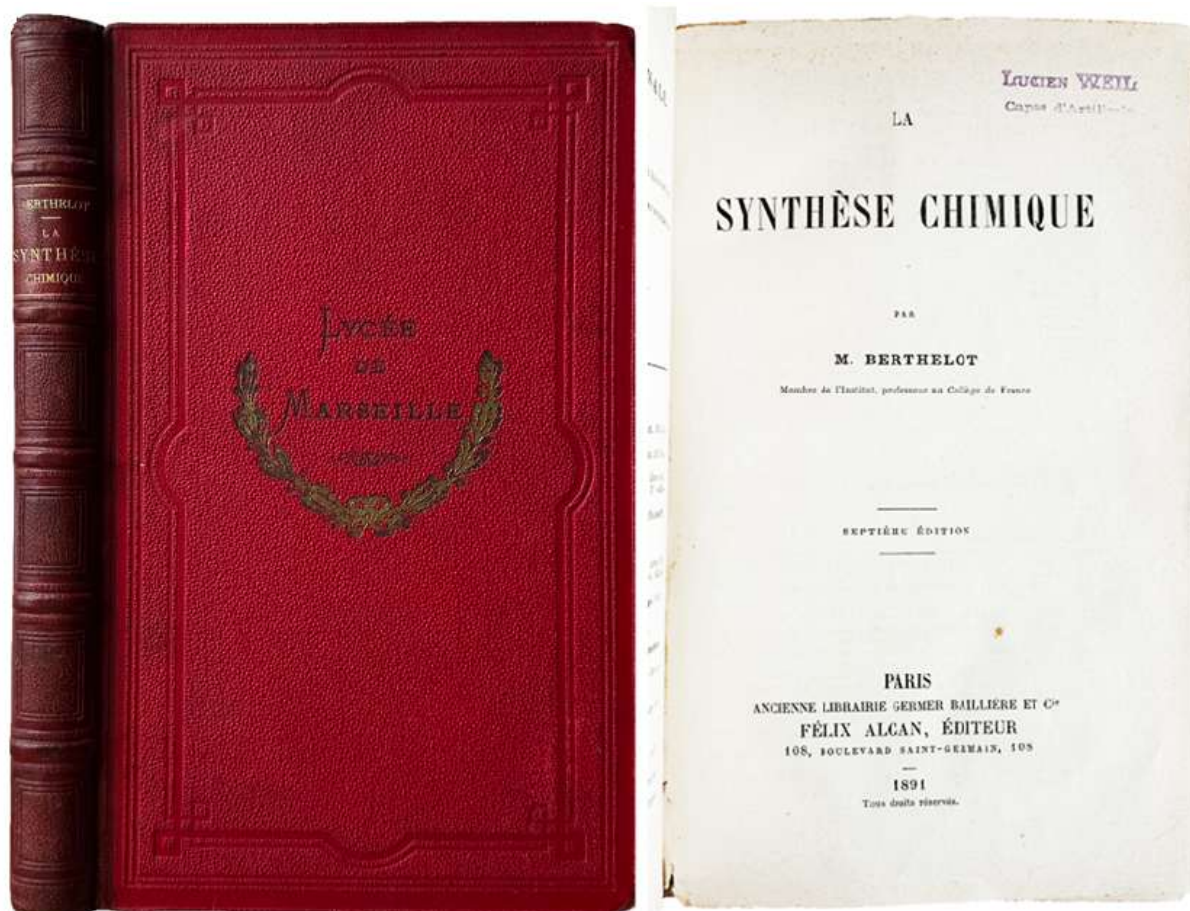 BERTHELOT
LA
SYNTHÈSE
CHIMIQUE
LYCÉE
DE
MARSEILLE
LUCIEN WEIL
LA
SYNTHÈSE CHIMIQUE
PAR
M. BERTHELOT
Membre de l'Institut, professeur au Collège de France
SEPTIÈME ÉDITION
PARIS
ANCIENNE LIBRAIRIE GERMER BAILLIÈRE ET Cie
FÉLIX ALCAN, ÉDITEUR
108, BOULEVARD SAINT-GERMAIN, 108
1891
Tous droits réservés.